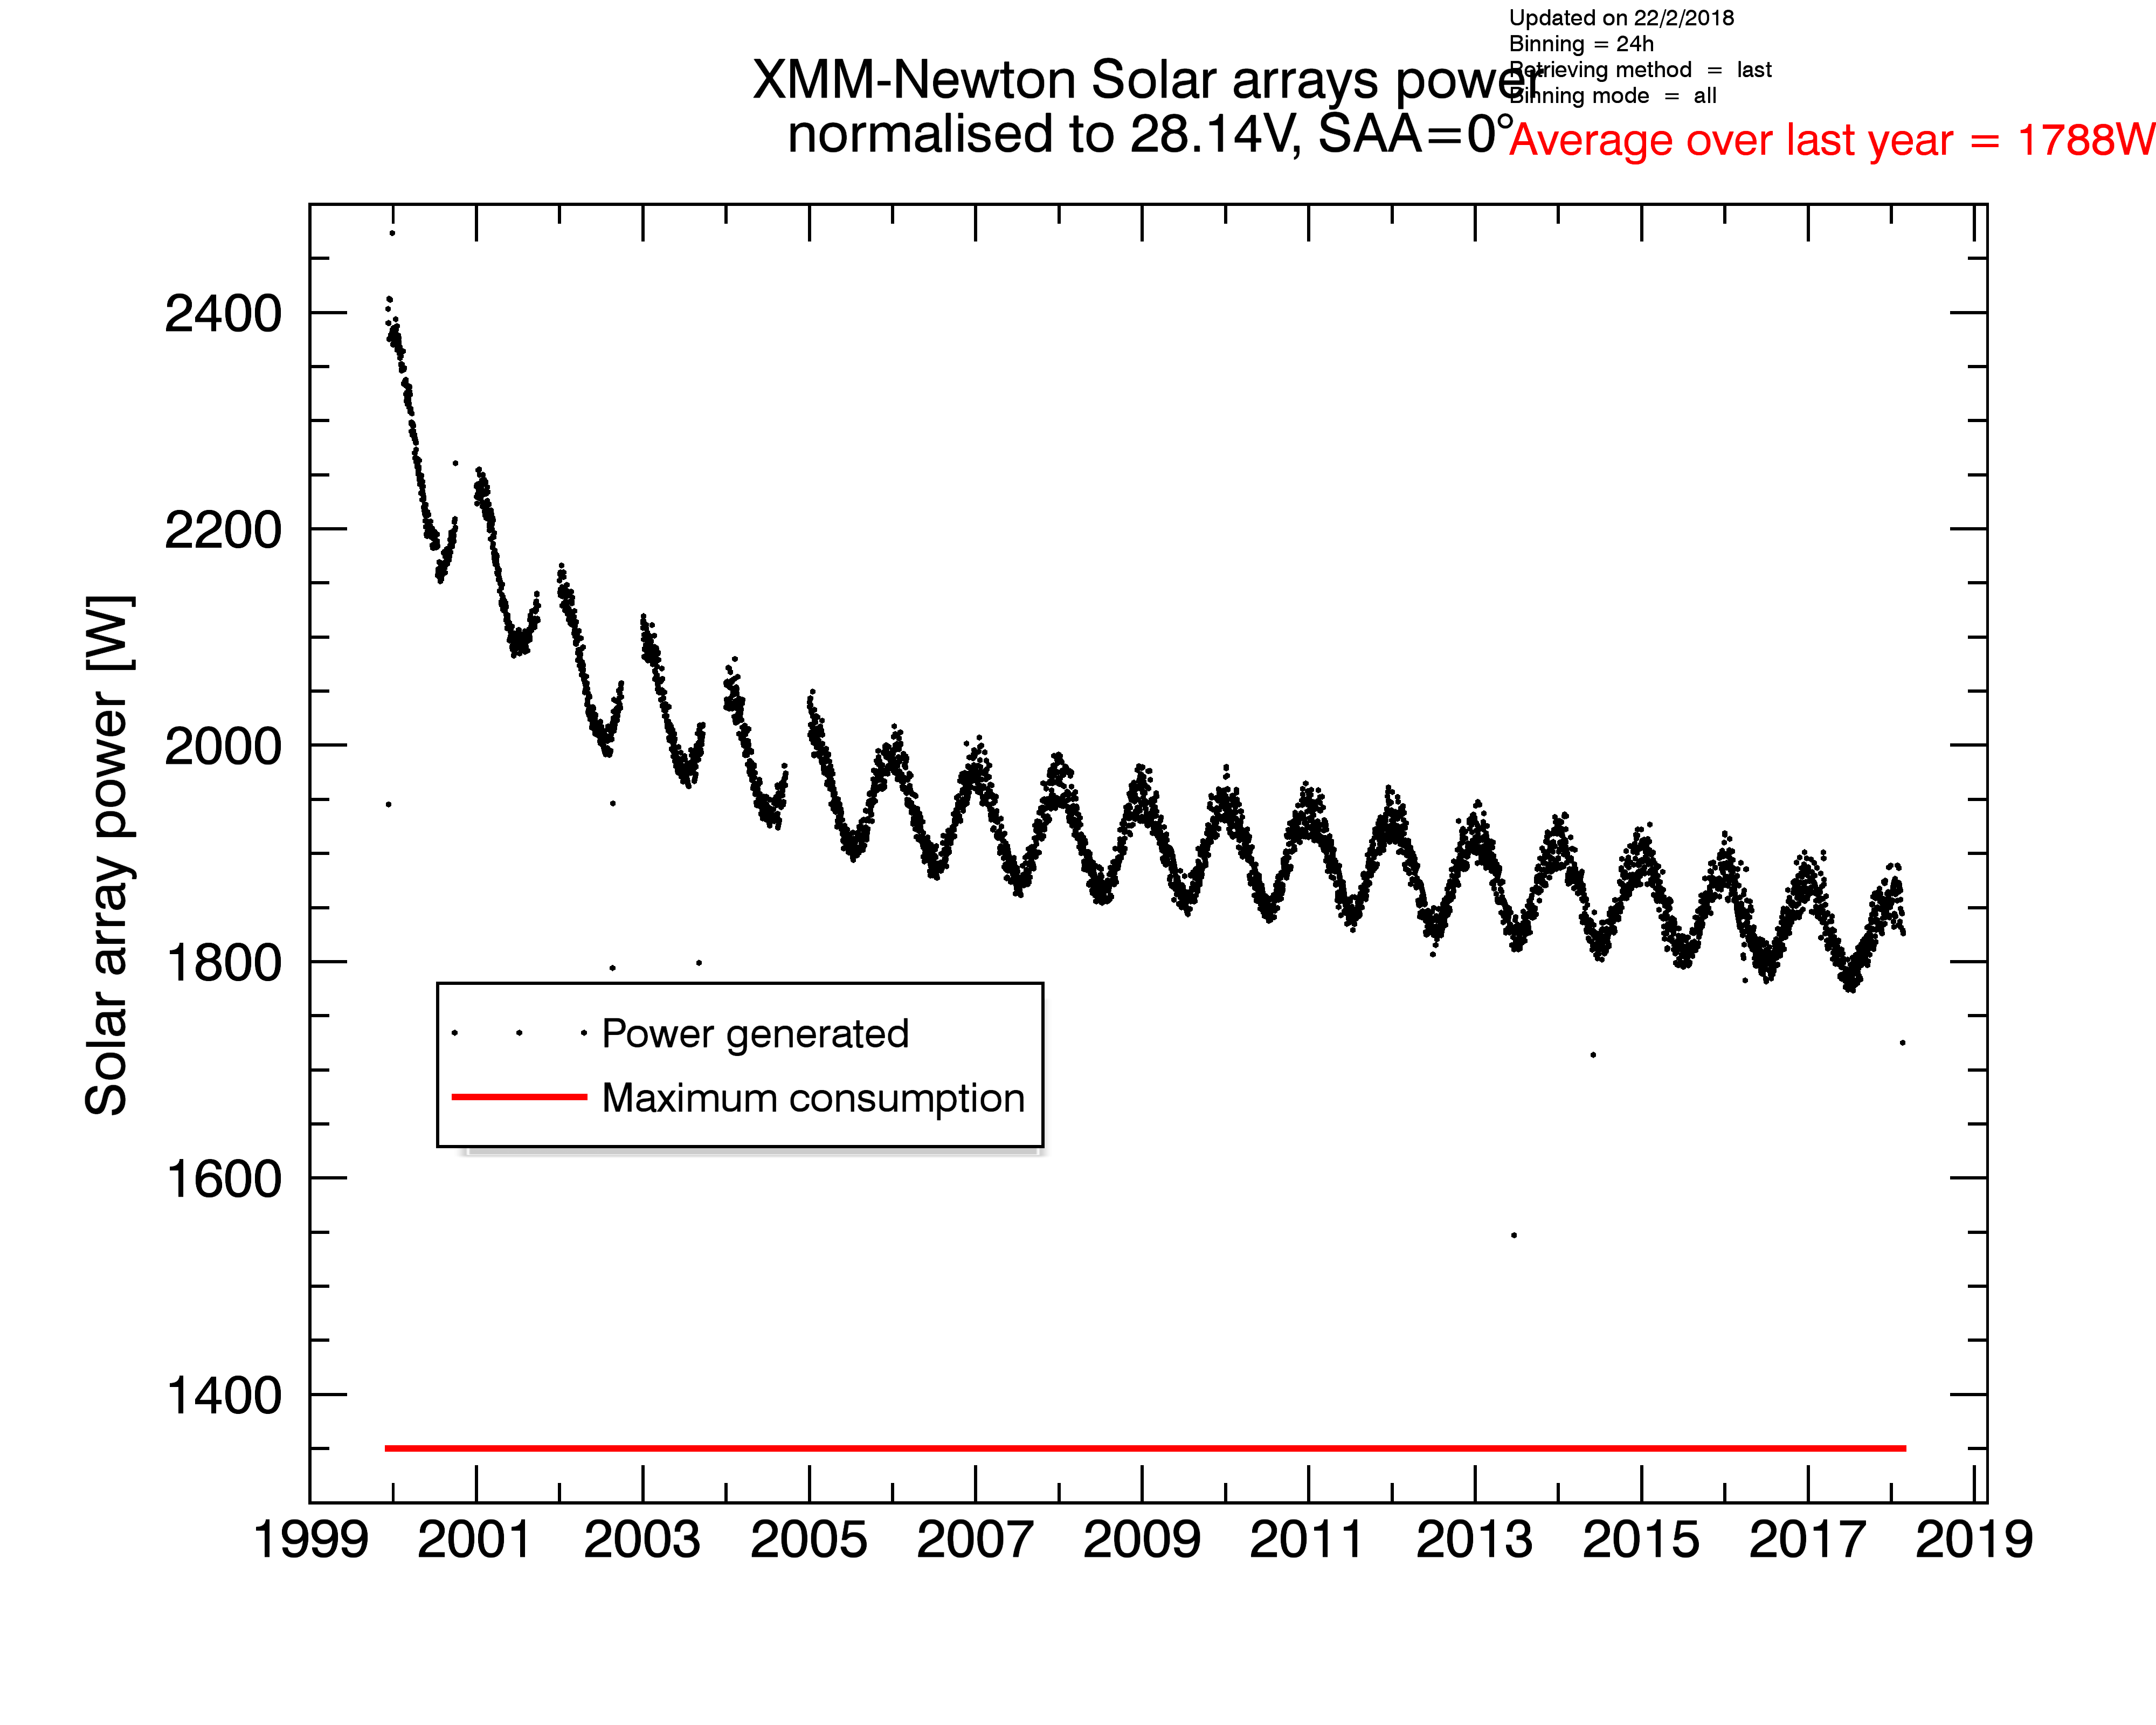 Updated on 22/2/2018
Binning = 24h
Retrieving method = last
Binning mode = all
XMM-Newton Solar arrays power
normalised to 28.14V, SAA=0°
Average over last year = 1788W
Solar array power [W]
2400
2200
2000
1800
1600
1400
Power generated
Maximum consumption
1999 2001 2003 2005 2007 2009 2011 2013 2015 2017 2019